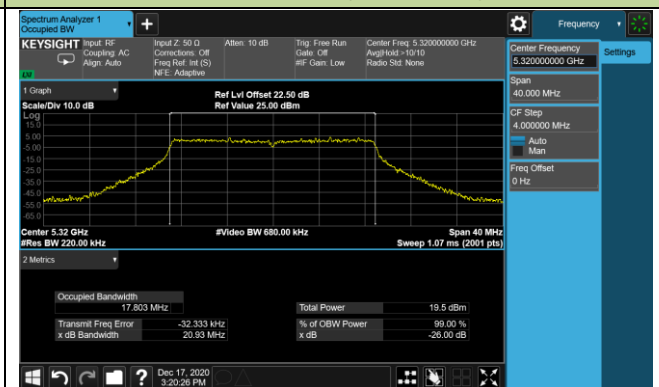 Spectrum Analyzer 1
Occupied BW
Frequency
KEYSIGHT
Input: RF
Coupling: AC
Align: Auto
Input Z: 50 Ω
Corrections: Off
Freq Ref: Int (S)
NFE: Adaptive
Atten: 10 dB
Trig: Free Run
Gate: Off
#IF Gain: Low
Center Freq: 5.320000000 GHz
Avg|Hold:>10/10
Radio Std: None
Center Frequency
5.320000000 GHz
Settings
Span
40.000 MHz
CF Step
4.000000 MHz
Auto
Man
Freq Offset
0 Hz
1 Graph
Scale/Div 10.0 dB
Ref Lvl Offset 22.50 dB
Ref Value 25.00 dBm
Log
15.0
5.00
-5.00
-15.0
-25.0
-35.0
-45.0
-55.0
-65.0
Center 5.32 GHz
#Res BW 220.00 kHz
#Video BW 680.00 kHz
Span 40 MHz
Sweep 1.07 ms (2001 pts)
2 Metrics
Occupied Bandwidth
17.803 MHz
Total Power 19.5 dBm
Transmit Freq Error -32.333 kHz
% of OBW Power 99.00 %
x dB Bandwidth 20.93 MHz
x dB -26.00 dB
?
Dec 17, 2020
3:20:26 PM